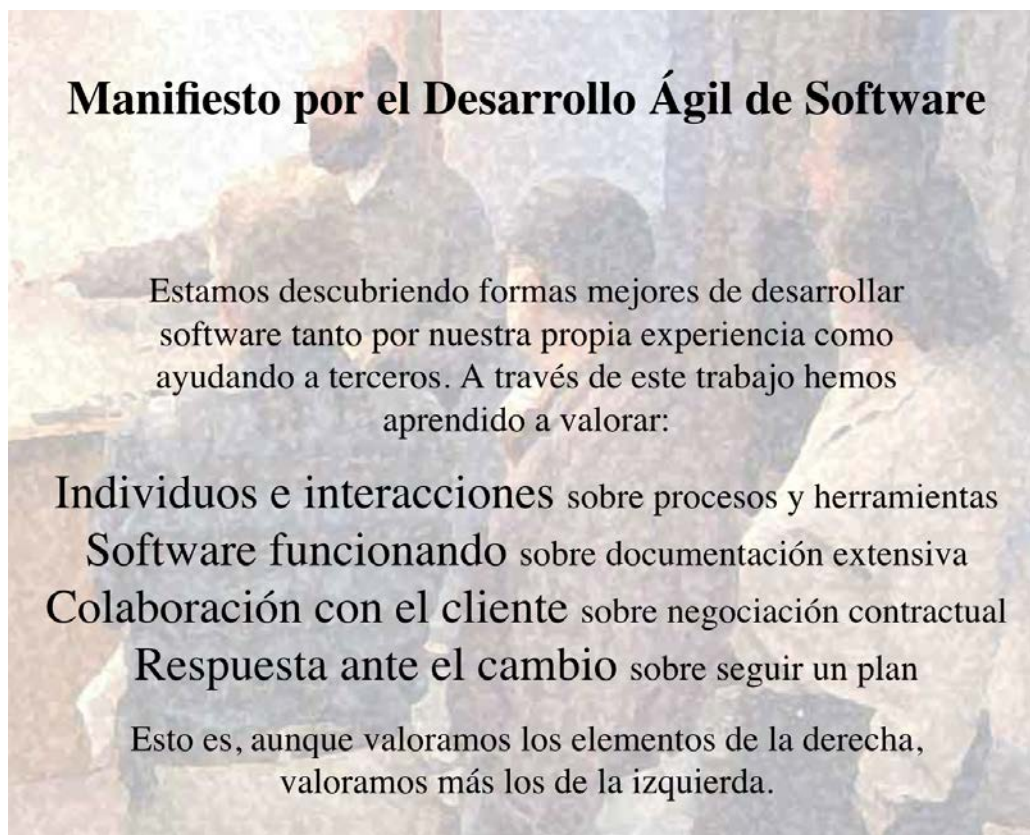 Manifiesto por el Desarrollo Ágil de Software
Estamos descubriendo formas mejores de desarrollar
software tanto por nuestra propia experiencia como
ayudando a terceros. A través de este trabajo hemos
aprendido a valorar:
Individuos e interacciones sobre procesos y herramientas
Software funcionando sobre documentación extensiva
Colaboración con el cliente sobre negociación contractual
Respuesta ante el cambio sobre seguir un plan
Esto es, aunque valoramos los elementos de la derecha,
valoramos más los de la izquierda.